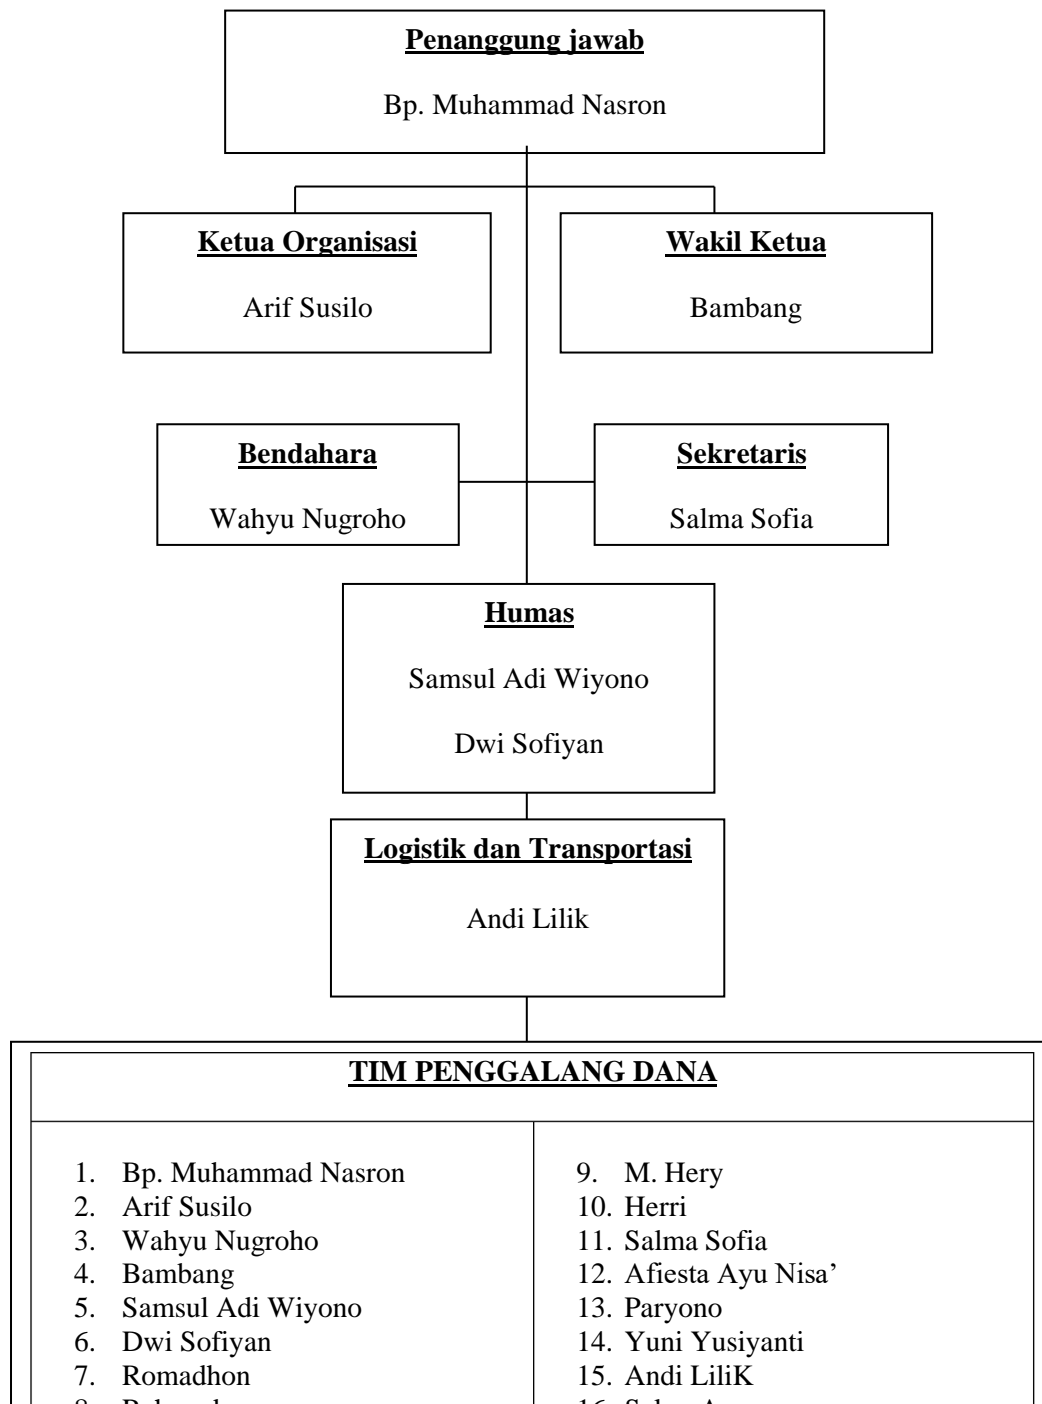 Penanggung jawab
Bp. Muhammad Nasron
Ketua Organisasi
Arif Susilo
Wakil Ketua
Bambang
Bendahara
Wahyu Nugroho
Sekretaris
Salma Sofia
Humas
Samsul Adi Wiyono
Dwi Sofiyan
Logistik dan Transportasi
Andi Lilik
TIM PENGGALANG DANA
1. Bp. Muhammad Nasron
2. Arif Susilo
3. Wahyu Nugroho
4. Bambang
5. Samsul Adi Wiyono
6. Dwi Sofiyan
7. Romadhon
8.
9. M. Hery
10. Herri
11. Salma Sofia
12. Afiesta Ayu Nisa’
13. Paryono
14. Yuni Yusiyanti
15. Andi LiliK
16.